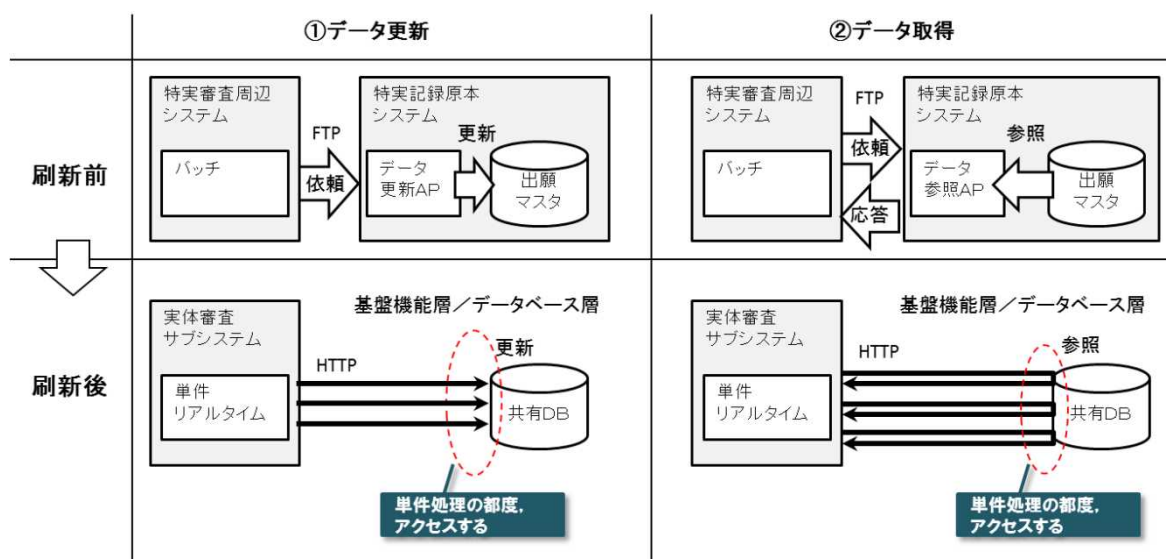 ①データ更新
②データ取得
刷新前
特実審査周辺
システム
バッチ
FTP
依頼
特実記録原本
システム
データ
更新AP
更新
出願
マスタ
特実審査周辺
システム
バッチ
FTP
依頼
応答
特実記録原本
システム
データ
参照AP
参照
出願
マスタ
刷新後
実体審査
サブシステム
単件
リアルタイム
HTTP
基盤機能層／データベース層
更新
共有DB
単件処理の都度,
アクセスする
実体審査
サブシステム
単件
リアルタイム
HTTP
基盤機能層／データベース層
参照
共有DB
単件処理の都度,
アクセスする